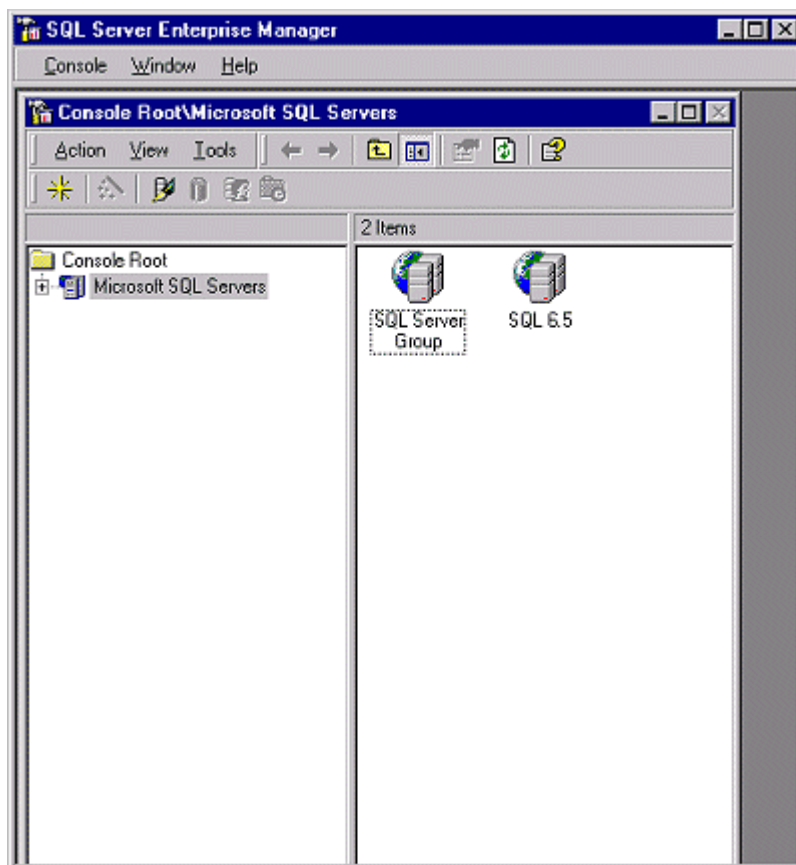 SQL Server Enterprise Manager
Console Window Help
Console Root\Microsoft SQL Servers
Action View Tools
2 Items
Console Root
Microsoft SQL Servers
SQL Server
Group
SQL 6.5